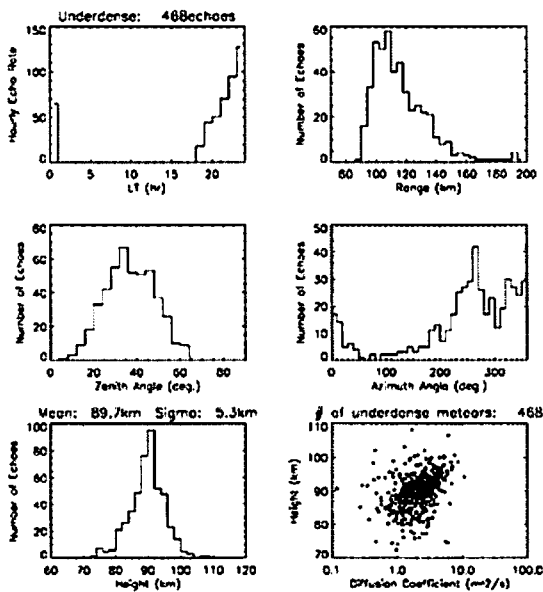 Underdense: 468echoes
Hourly Echo Rate
150
100
50
0
0 5 10 15 20
LT (hr)
Number of Echoes
60
40
20
0
80 100 120 140 160 180 200
Range (km)
Number of Echoes
80
60
40
20
0
0 20 40 60 80
Zenith Angle (deg.)
Number of Echoes
50
40
30
20
10
0
0 100 200 300
Azimuth Angle (deg)
Mean: 89.7km Sigma: 5.3km
Number of Echoes
100
80
60
40
20
0
60 80 100 120
Height (km)
# of underdense meteors: 468
Height (km)
110
100
90
80
70
0.1 1.0 10.0 100.0
Diffusion Coefficient (m^2/s)